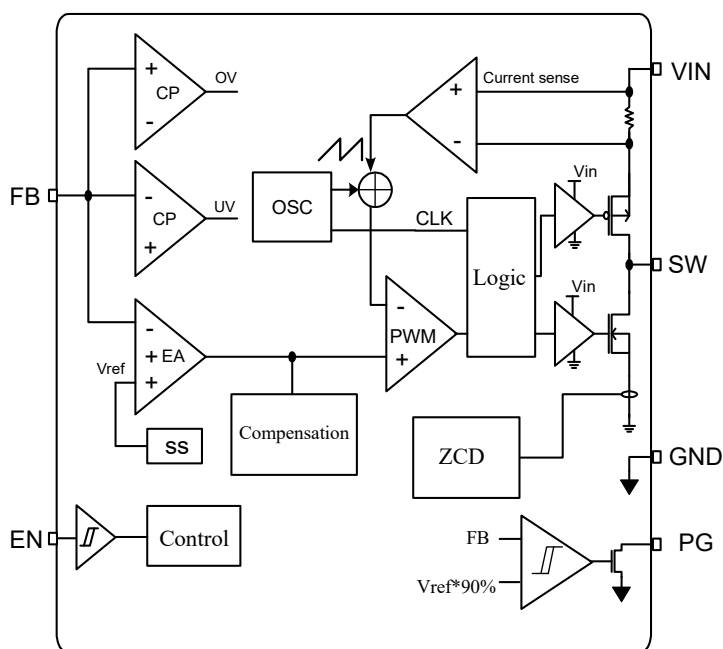 VIN
Current sense
+
OV
CP
-
+
-
Vin
FB
-
CP
UV
+
OSC
CLK
Logic
SW
Vin
-
PWM
+
-
+ EA
Vref
+
ss
Compensation
ZCD
GND
EN
Control
FB
PG
Vref*90%